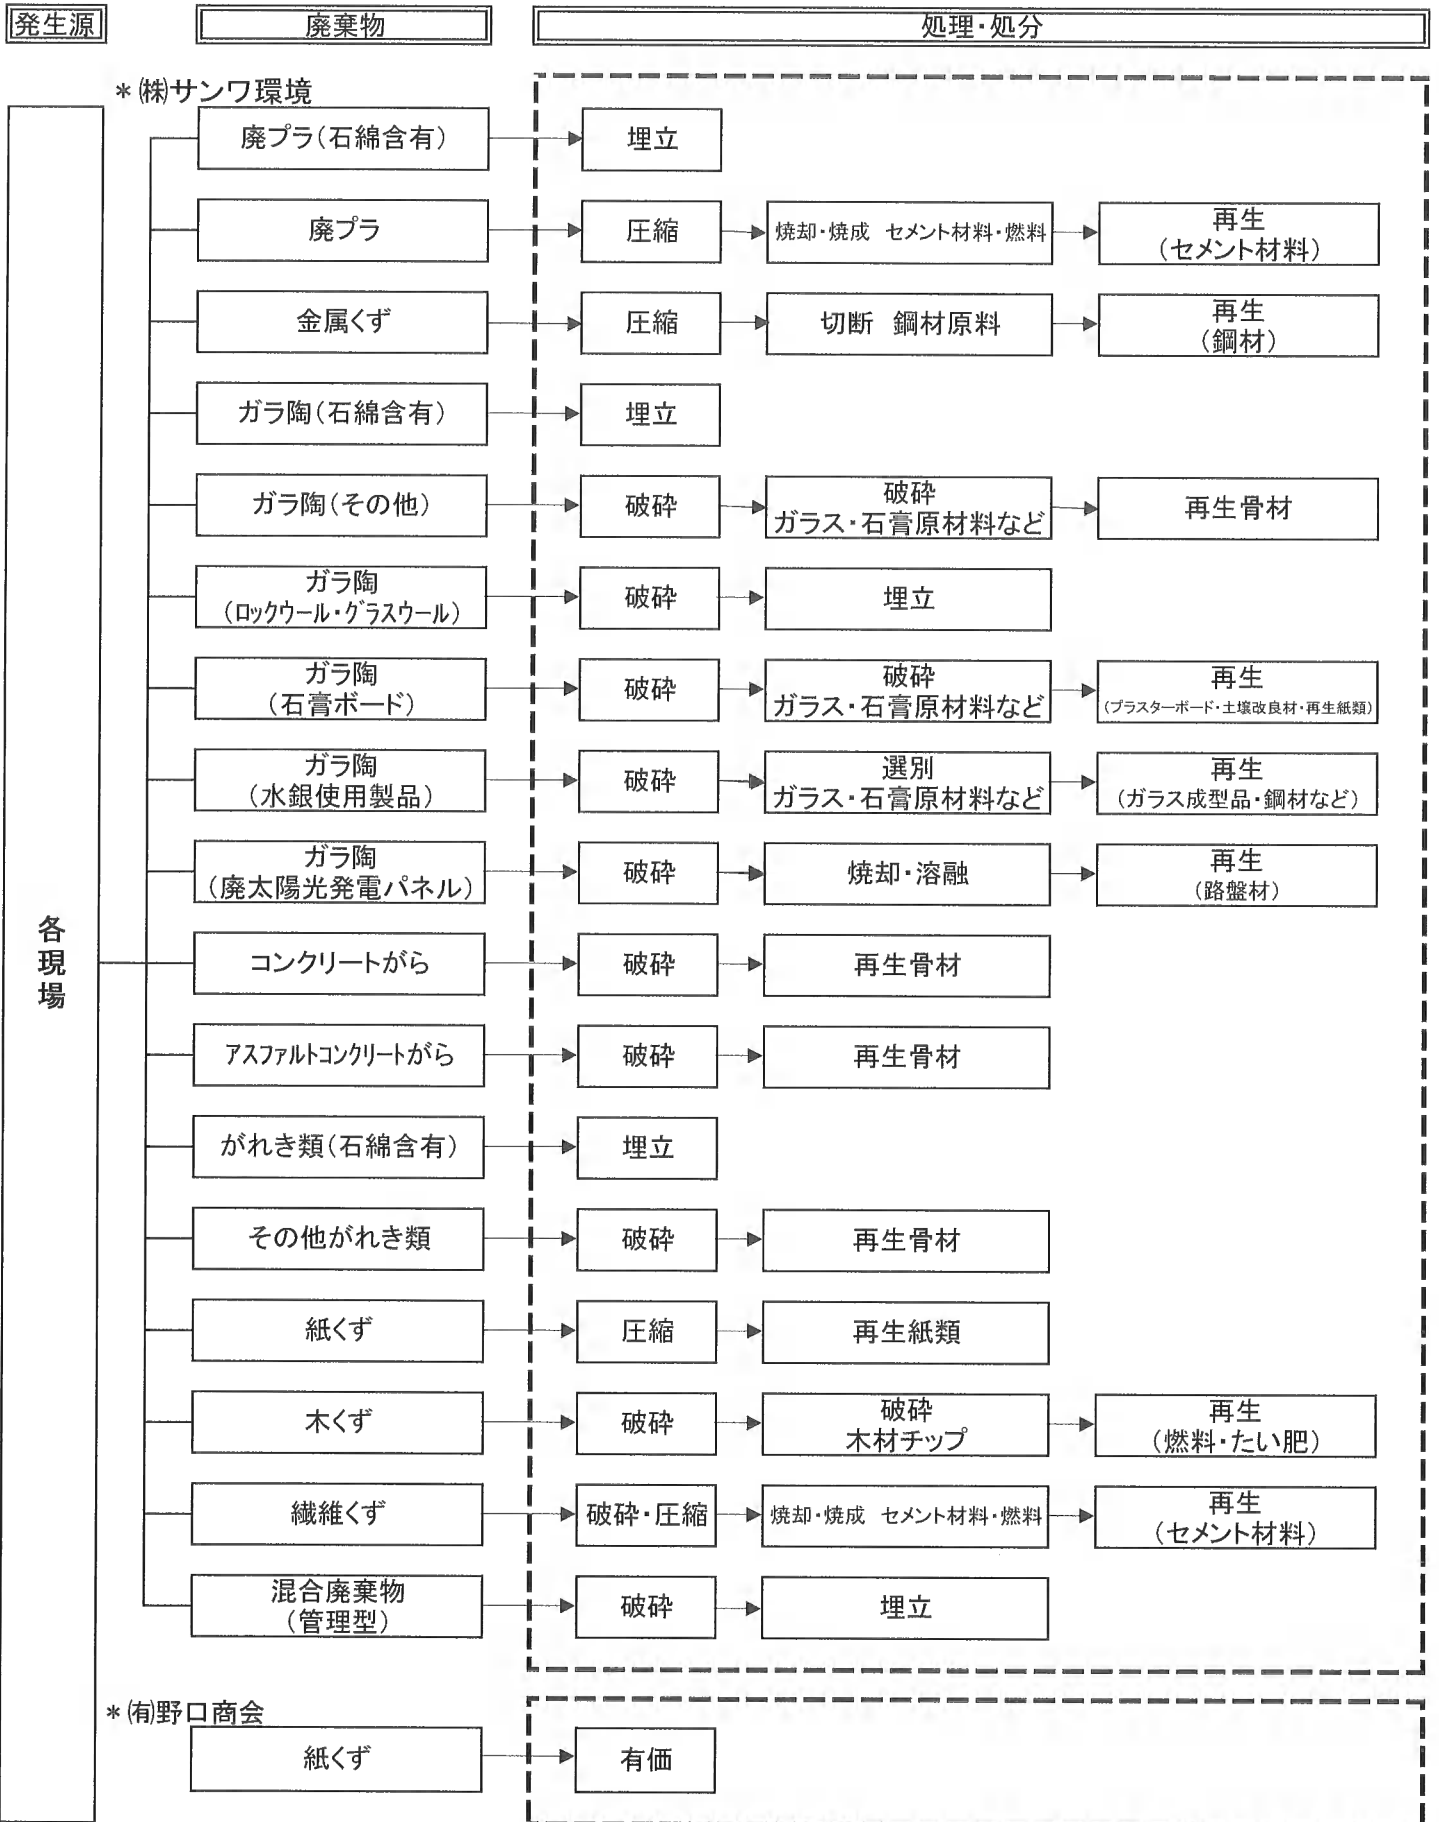 発生源
廃棄物
処理・処分
＊㈱サンワ環境
各現場
廃プラ（石綿含有）
埋立
廃プラ
圧縮
焼却・焼成 セメント材料・燃料
再生
（セメント材料）
金属くず
圧縮
切断 鋼材原料
再生
（鋼材）
ガラ陶（石綿含有）
埋立
ガラ陶（その他）
破砕
破砕
ガラス・石膏原材料など
再生骨材
ガラ陶
（ロックウール・グラスウール）
破砕
埋立
ガラ陶
（石膏ボード）
破砕
破砕
ガラス・石膏原材料など
再生
（プラスターボード・土壌改良材・再生紙類）
ガラ陶
（水銀使用製品）
破砕
選別
ガラス・石膏原材料など
再生
（ガラス成型品・鋼材など）
ガラ陶
（廃太陽光発電パネル）
破砕
焼却・溶融
再生
（路盤材）
コンクリートがら
破砕
再生骨材
アスファルトコンクリートがら
破砕
再生骨材
がれき類（石綿含有）
埋立
その他がれき類
破砕
再生骨材
紙くず
圧縮
再生紙類
木くず
破砕
破砕
木材チップ
再生
（燃料・たい肥）
繊維くず
破砕・圧縮
焼却・焼成 セメント材料・燃料
再生
（セメント材料）
混合廃棄物
（管理型）
破砕
埋立
＊㈲野口商会
紙くず
有価